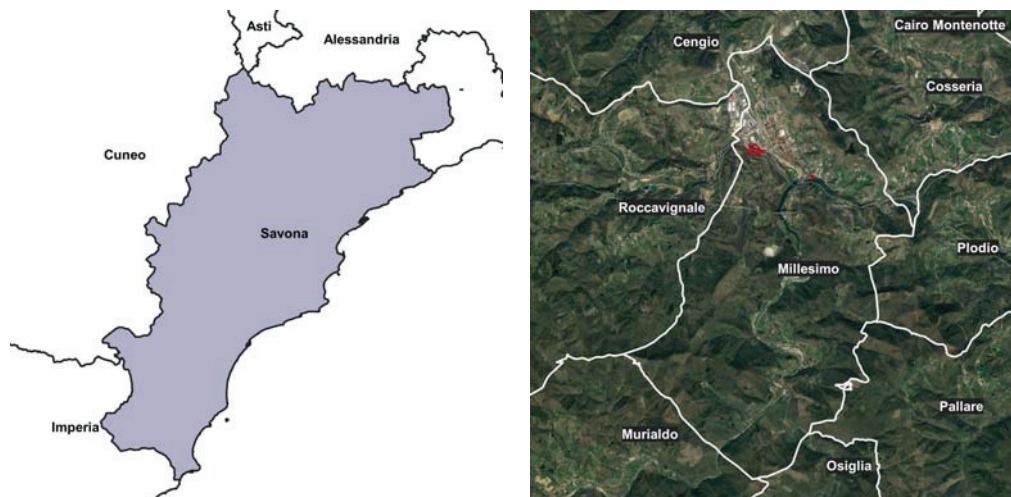 Asti
Alessandria
Cuneo
Savona
Imperia
Cengio
Cairo Montenotte
Cosseria
Roccavignale
Plodio
Millesimo
Pallare
Murialdo
Osiglia